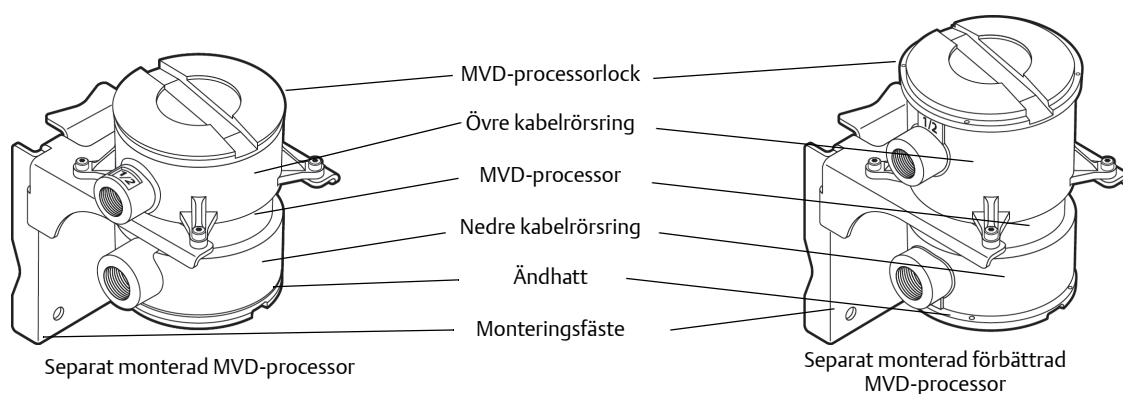 MVD-processorlock
Övre kabelrörsring
1/2
1/2
MVD-processor
Nedre kabelrörsring
Ändhatt
Monteringsfäste
Separat monterad MVD-processor
Separat monterad förbättrad
MVD-processor